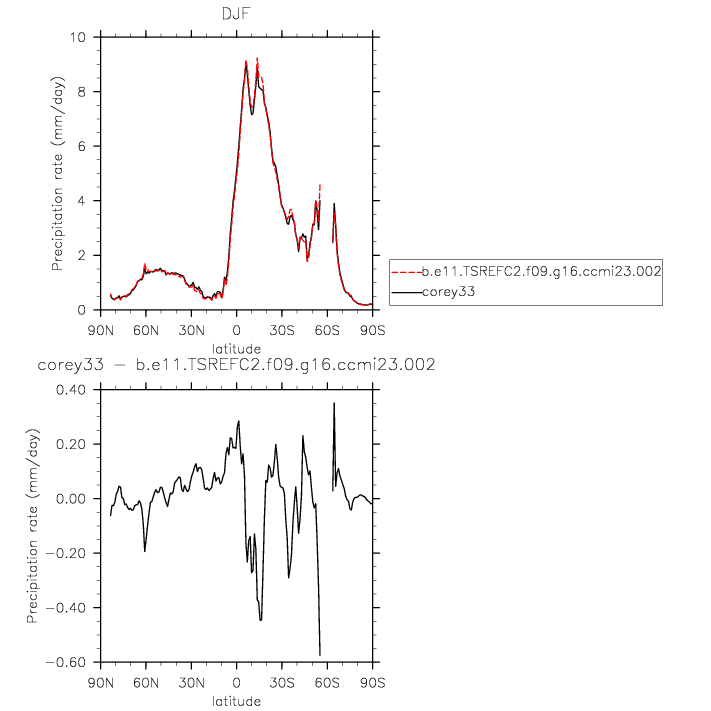 DJF
10
8
6
4
2
0
Precipitation rate (mm/day)
90N 60N 30N 0 30S 60S 90S
latitude
b.e11.TSREFC2.f09.g16.ccmi23.002
corey33
corey33 - b.e11.TSREFC2.f09.g16.ccmi23.002
0.40
0.20
0.00
-0.20
-0.40
-0.60
Precipitation rate (mm/day)
90N 60N 30N 0 30S 60S 90S
latitude